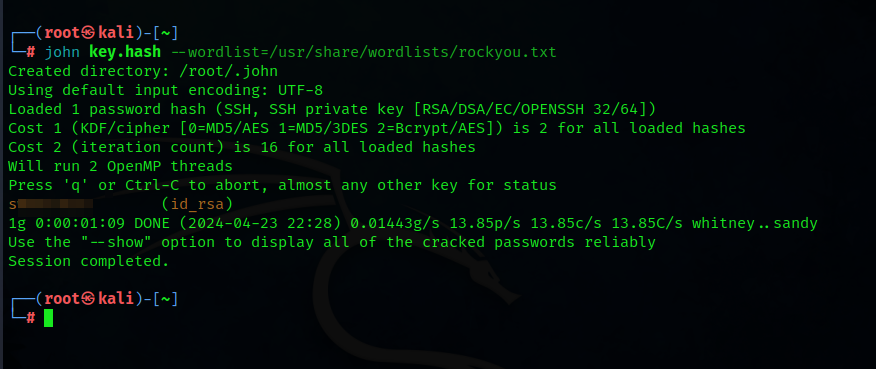 ┌──(root㉿kali)-[~]
└─# john key.hash --wordlist=/usr/share/wordlists/rockyou.txt
Created directory: /root/.john
Using default input encoding: UTF-8
Loaded 1 password hash (SSH, SSH private key [RSA/DSA/EC/OPENSSH 32/64])
Cost 1 (KDF/cipher [0=MD5/AES 1=MD5/3DES 2=Bcrypt/AES]) is 2 for all loaded hashes
Cost 2 (iteration count) is 16 for all loaded hashes
Will run 2 OpenMP threads
Press 'q' or Ctrl-C to abort, almost any other key for status
(id_rsa)
1g 0:00:01:09 DONE (2024-04-23 22:28) 0.01443g/s 13.85p/s 13.85c/s 13.85C/s whitney..sandy
Use the "--show" option to display all of the cracked passwords reliably
Session completed.
┌──(root㉿kali)-[~]
└─#